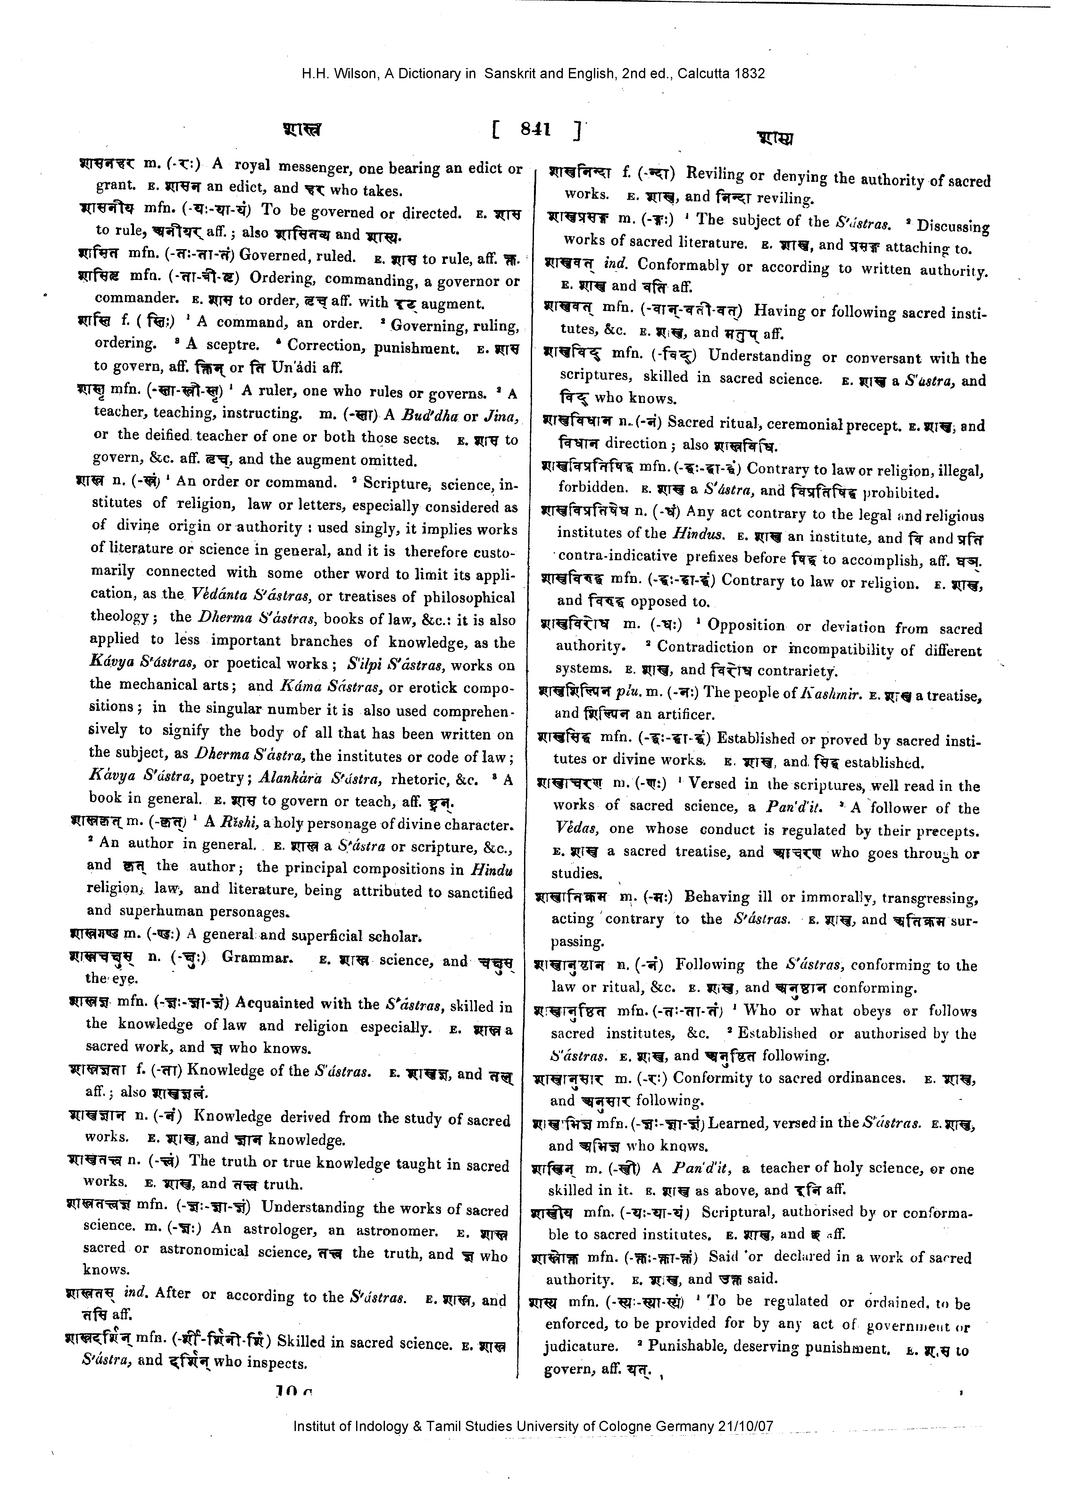 H.H. Wilson, A Dictionary in Sanskrit and English, 2nd ed., Calcutta 1832
शास्त्र [ 841 ] शास्य
शासनहर m. (-रः) A royal messenger, one bearing an edict or
grant. E. शासन an edict, and हर who takes.
शासनीय mfn. (-यः-या-यं) To be governed or directed. E. शास
to rule, अनीयर् aff.; also शासितव्य and शास्य.
शासित mfn. (-तः-ता-तं) Governed, ruled. E. शास to rule, aff. क्त.
शासितृ mfn. (-ता-त्री-तृ) Ordering, commanding, a governor or
commander. E. शास to order, तृच् aff. with इट् augment.
शास्ति f. (स्तिः) ¹ A command, an order. ² Governing, ruling,
ordering. ³ A sceptre. ⁴ Correction, punishment. E. शास
to govern, aff. क्तिन् or ति Un'ádi aff.
शास्तृ mfn. (-स्ता-स्त्री-स्तृ) ¹ A ruler, one who rules or governs. ² A
teacher, teaching, instructing. m. (-स्ता) A Bud'dha or Jina,
or the deified teacher of one or both those sects. E. शास to
govern, &c. aff. तृच्, and the augment omitted.
शास्त्र n. (-स्त्रं) ¹ An order or command. ² Scripture, science, in-
stitutes of religion, law or letters, especially considered as
of divine origin or authority : used singly, it implies works
of literature or science in general, and it is therefore custo-
marily connected with some other word to limit its appli-
cation, as the Védánta S'ástras, or treatises of philosophical
theology; the Dherma S'ástras, books of law, &c.: it is also
applied to less important branches of knowledge, as the
Kávya S'ástras, or poetical works; S'ilpi S'ástras, works on
the mechanical arts; and Káma Sástras, or erotick compo-
sitions; in the singular number it is also used comprehen-
sively to signify the body of all that has been written on
the subject, as Dherma S'ástra, the institutes or code of law;
Kávya S'ástra, poetry; Alankára S'ástra, rhetoric, &c. ³ A
book in general. E. शास to govern or teach, aff. ष्ट्रन्.
शास्त्रकृत् m. (-कृत्) ¹ A Rishi, a holy personage of divine character.
² An author in general. E. शास्त्र a S'ástra or scripture, &c.,
and कृत् the author; the principal compositions in Hindu
religion, law, and literature, being attributed to sanctified
and superhuman personages.
शास्त्रगण्ड m. (-ण्डः) A general and superficial scholar.
शास्त्रचक्षुस् n. (-क्षुः) Grammar. E. शास्त्र science, and चक्षुस्
the eye.
शास्त्रज्ञ mfn. (-ज्ञः-ज्ञा-ज्ञं) Acquainted with the S'ástras, skilled in
the knowledge of law and religion especially. E. शास्त्र a
sacred work, and ज्ञ who knows.
शास्त्रज्ञता f. (-ता) Knowledge of the S'ástras. E. शास्त्रज्ञ, and तल्
aff.; also शास्त्रज्ञत्वं.
शास्त्रज्ञान n. (-नं) Knowledge derived from the study of sacred
works. E. शास्त्र, and ज्ञान knowledge.
शास्त्रतत्त्व n. (-त्त्वं) The truth or true knowledge taught in sacred
works. E. शास्त्र, and तत्त्व truth.
शास्त्रतत्त्वज्ञ mfn. (-ज्ञः-ज्ञा-ज्ञं) Understanding the works of sacred
science. m. (-ज्ञः) An astrologer, an astronomer. E. शास्त्र
sacred or astronomical science, तत्त्व the truth, and ज्ञ who
knows.
शास्त्रतस् ind. After or according to the S'ástras. E. शास्त्र, and
तसि aff.
शास्त्रदर्शिन् mfn. (-र्शी-र्शिनी-र्शि) Skilled in sacred science. E. शास्त्र
S'ástra, and दर्शिन् who inspects.
शास्त्रनिन्दा f. (-न्दा) Reviling or denying the authority of sacred
works. E. शास्त्र, and निन्दा reviling.
शास्त्रप्रसङ्ग m. (-ङ्गः) ¹ The subject of the S'ástras. ² Discussing
works of sacred literature. E. शास्त्र, and प्रसङ्ग attaching to.
शास्त्रवत् ind. Conformably or according to written authority.
E. शास्त्र and वति aff.
शास्त्रवत् mfn. (-वान्-वती-वत्) Having or following sacred insti-
tutes, &c. E. शास्त्र, and मतुप् aff.
शास्त्रविद् mfn. (-विद्) Understanding or conversant with the
scriptures, skilled in sacred science. E. शास्त्र a S'ástra, and
विद् who knows.
शास्त्रविधान n. (-नं) Sacred ritual, ceremonial precept. E. शास्त्र, and
विधान direction; also शास्त्रविधि.
शास्त्रविप्रतिषिद्ध mfn. (-द्धः-द्धा-द्धं) Contrary to law or religion, illegal,
forbidden. E. शास्त्र a S'ástra, and विप्रतिषिद्ध prohibited.
शास्त्रविप्रतिषेध n. (-धं) Any act contrary to the legal and religious
institutes of the Hindus. E. शास्त्र an institute, and वि and प्रति
contra-indicative prefixes before षिद्ध to accomplish, aff. घञ्.
शास्त्रविरुद्ध mfn. (-द्धः-द्धा-द्धं) Contrary to law or religion. E. शास्त्र,
and विरुद्ध opposed to.
शास्त्रविरोध m. (-धः) ¹ Opposition or deviation from sacred
authority. ² Contradiction or incompatibility of different
systems. E. शास्त्र, and विरोध contrariety.
शास्त्रशिल्पिन plu. m. (-नः) The people of Kashmir. E. शास्त्र a treatise,
and शिल्पिन an artificer.
शास्त्रसिद्ध mfn. (-द्धः-द्धा-द्धं) Established or proved by sacred insti-
tutes or divine works. E. शास्त्र, and सिद्ध established.
शास्त्राचरण m. (-णः) ¹ Versed in the scriptures, well read in the
works of sacred science, a Pan'd'it. ² A follower of the
Védas, one whose conduct is regulated by their precepts.
E. शास्त्र a sacred treatise, and आचरण who goes through or
studies.
शास्त्रातिक्रम m. (-मः) Behaving ill or immorally, transgressing,
acting contrary to the S'ástras. E. शास्त्र, and अतिक्रम sur-
passing.
शास्त्रानुष्ठान n. (-नं) Following the S'ástras, conforming to the
law or ritual, &c. E. शास्त्र, and अनुष्ठान conforming.
शास्त्रानुष्ठित mfn. (-तः-ता-तं) ¹ Who or what obeys or follows
sacred institutes, &c. ² Established or authorised by the
S'ástras. E. शास्त्र, and अनुष्ठित following.
शास्त्रानुसार m. (-रः) Conformity to sacred ordinances. E. शास्त्र,
and अनुसार following.
शास्त्राभिज्ञ mfn. (-ज्ञः-ज्ञा-ज्ञं) Learned, versed in the S'ástras. E. शास्त्र,
and अभिज्ञ who knows.
शास्त्रिन् m. (-स्त्री) A Pan'd'it, a teacher of holy science, or one
skilled in it. E. शास्त्र as above, and इनि aff.
शास्त्रीय mfn. (-यः-या-यं) Scriptural, authorised by or conforma-
ble to sacred institutes. E. शास्त्र, and छ aff.
शास्त्रोक्त mfn. (-क्तः-क्ता-क्तं) Said or declared in a work of sacred
authority. E. शास्त्र, and उक्त said.
शास्य mfn. (-स्यः-स्या-स्यं) ¹ To be regulated or ordained, to be
enforced, to be provided for by any act of government or
judicature. ² Punishable, deserving punishment. E. शास to
govern, aff. यत्.
Institut of Indology & Tamil Studies University of Cologne Germany 21/10/07